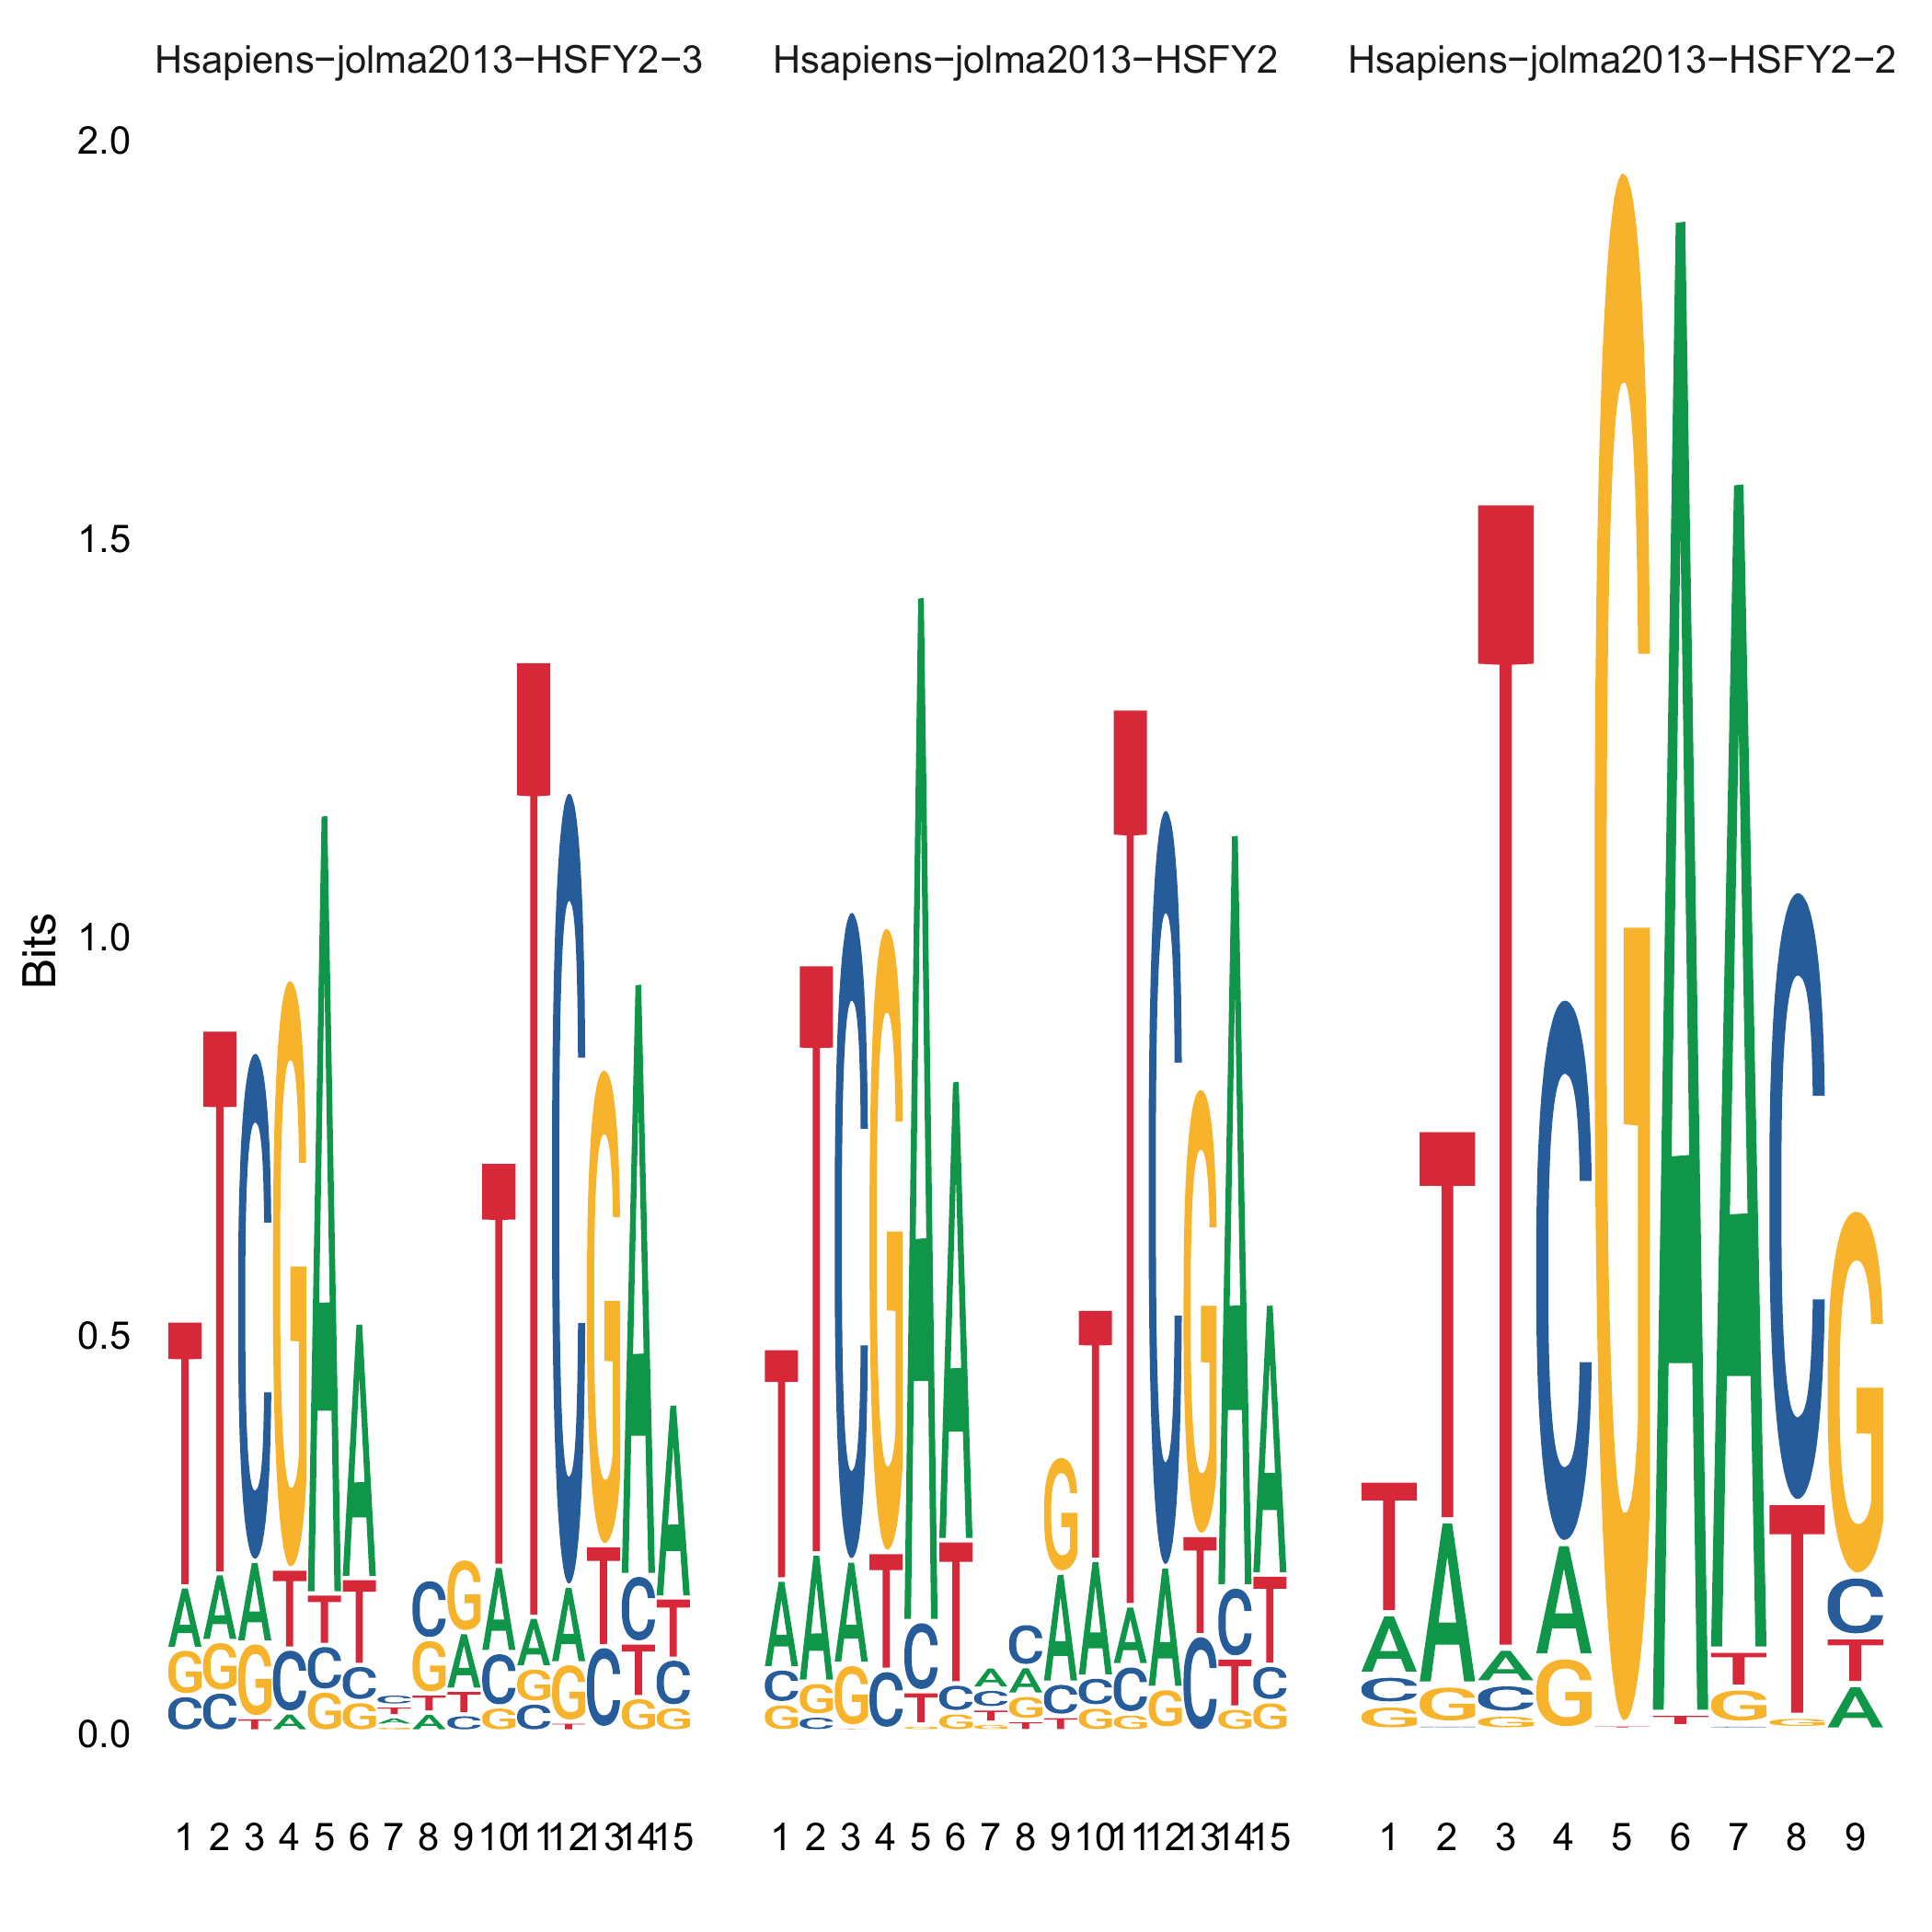 Hsapiens−jolma2013−HSFY2−3 Hsapiens−jolma2013−HSFY2 Hsapiens−jolma2013−HSFY2−2
2.0
1.5
1.0
0.5
0.0
Bits
T T C G A A C G T T C G A A
T T C G A A G T T C G A A
T T T C G A A C G
1 2 3 4 5 6 7 8 9 10 11 12 13 14 15 1 2 3 4 5 6 7 8 9 10 11 12 13 14 15 1 2 3 4 5 6 7 8 9